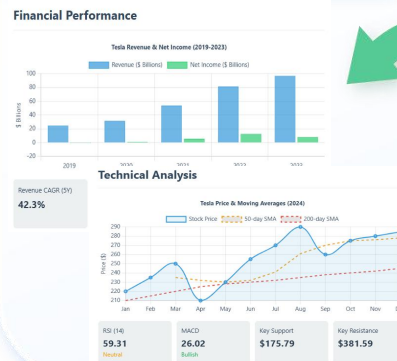 Financial Performance
Tesla Revenue & Net Income (2019-2023)
Revenue ($ Billions) Net Income ($ Billions)
100
80
60
40
20
0
-20
$ Billions
2019
Revenue CAGR (5Y)
42.3%
Technical Analysis
Tesla Price & Moving Averages (2024)
Stock Price 50-day SMA 200-day SMA
290
280
270
260
250
240
230
220
210
Price ($)
Jan Feb Mar Apr May Jun Jul Aug Sep Oct Nov
RSI (14)
59.31
Neutral
MACD
26.02
Bullish
Key Support
$175.79
Key Resistance
$381.59